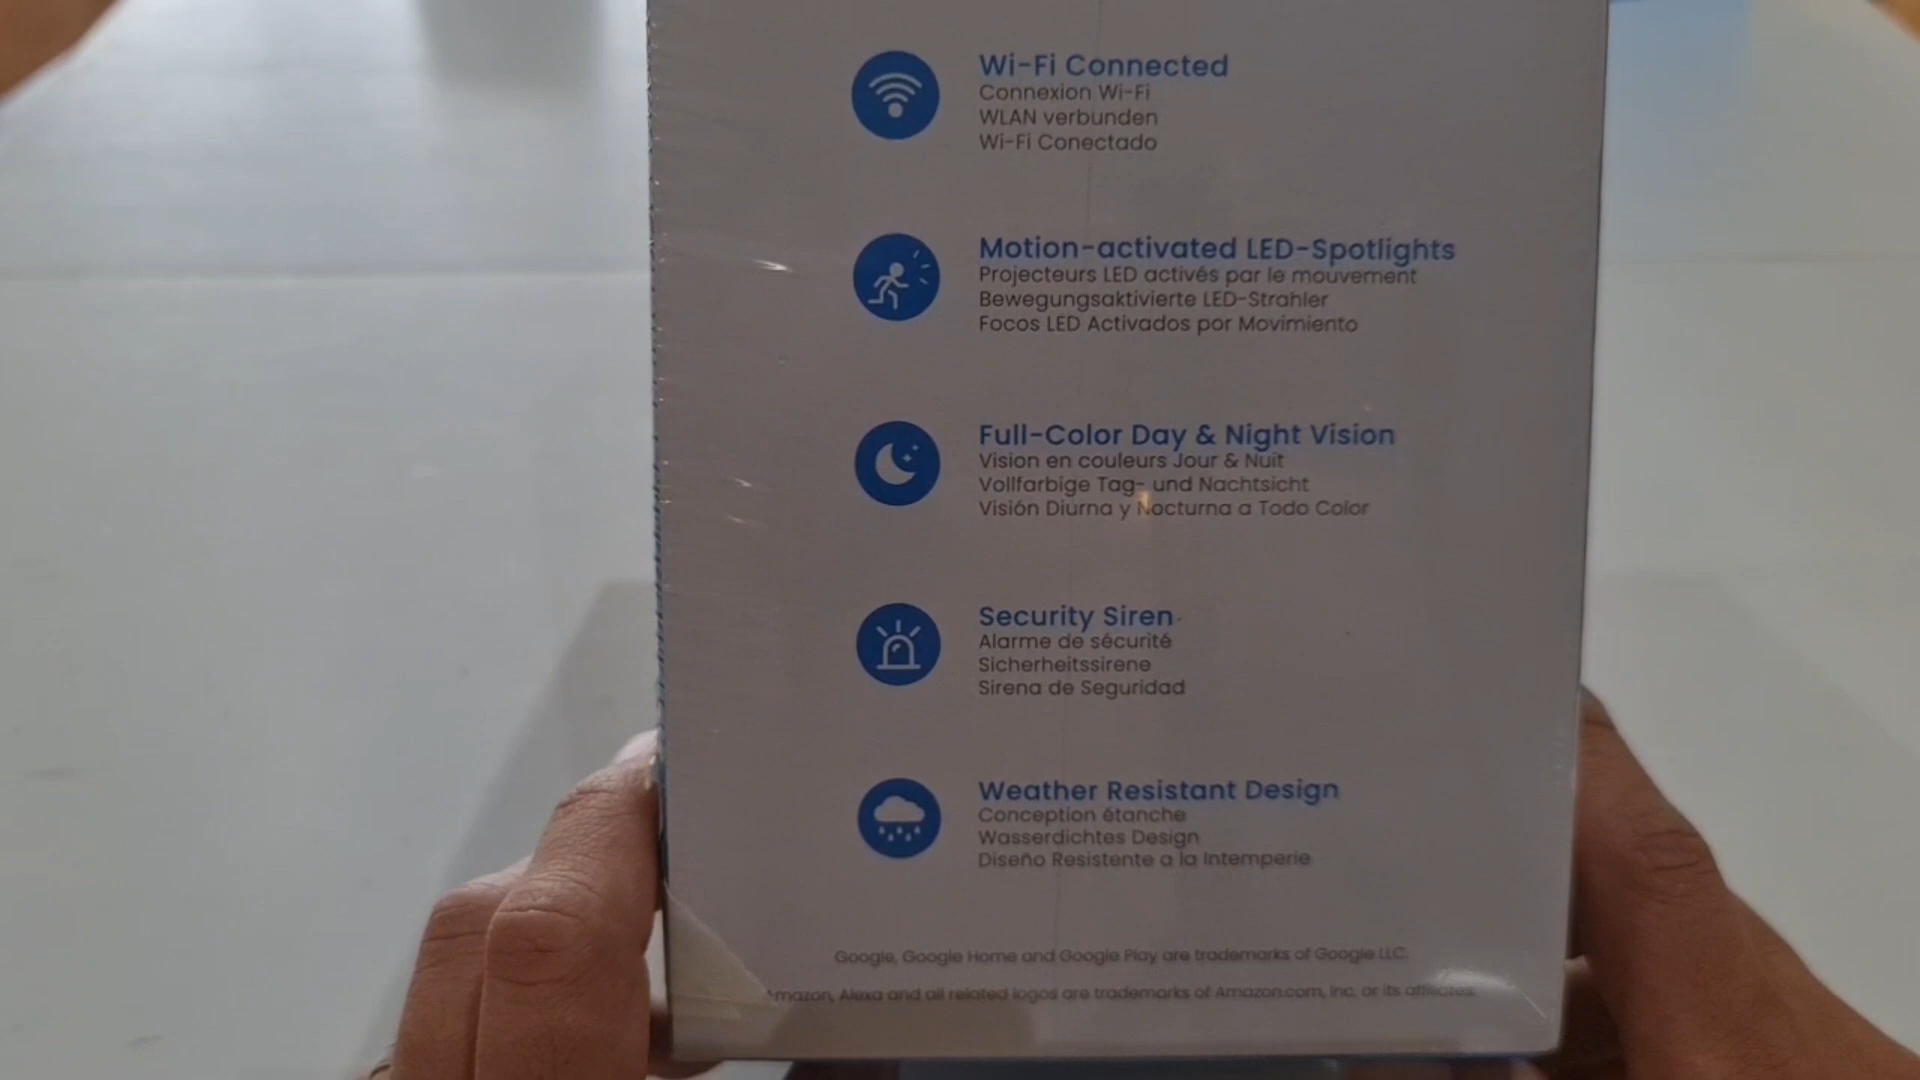 Wi-Fi Connected
Connexion Wi-Fi
WLAN verbunden
Wi-Fi Conectado
Motion-activated LED-Spotlights
Projecteurs LED activés par le mouvement
Bewegungsaktivierte LED-Strahler
Focos LED Activados por Movimiento
Full-Color Day & Night Vision
Vision en couleurs Jour & Nuit
Vollfarbige Tag- und Nachtsicht
Visión Diurna y Nocturna a Todo Color
Security Siren
Alarme de sécurité
Sicherheitssirene
Sirena de Seguridad
Weather Resistant Design
Conception étanche
Wasserdichtes Design
Diseño Resistente a la Intemperie
Google, Google Home and Google Play are trademarks of Google LLC.
Amazon, Alexa and all related logos are trademarks of Amazon.com, Inc. or its affiliates.